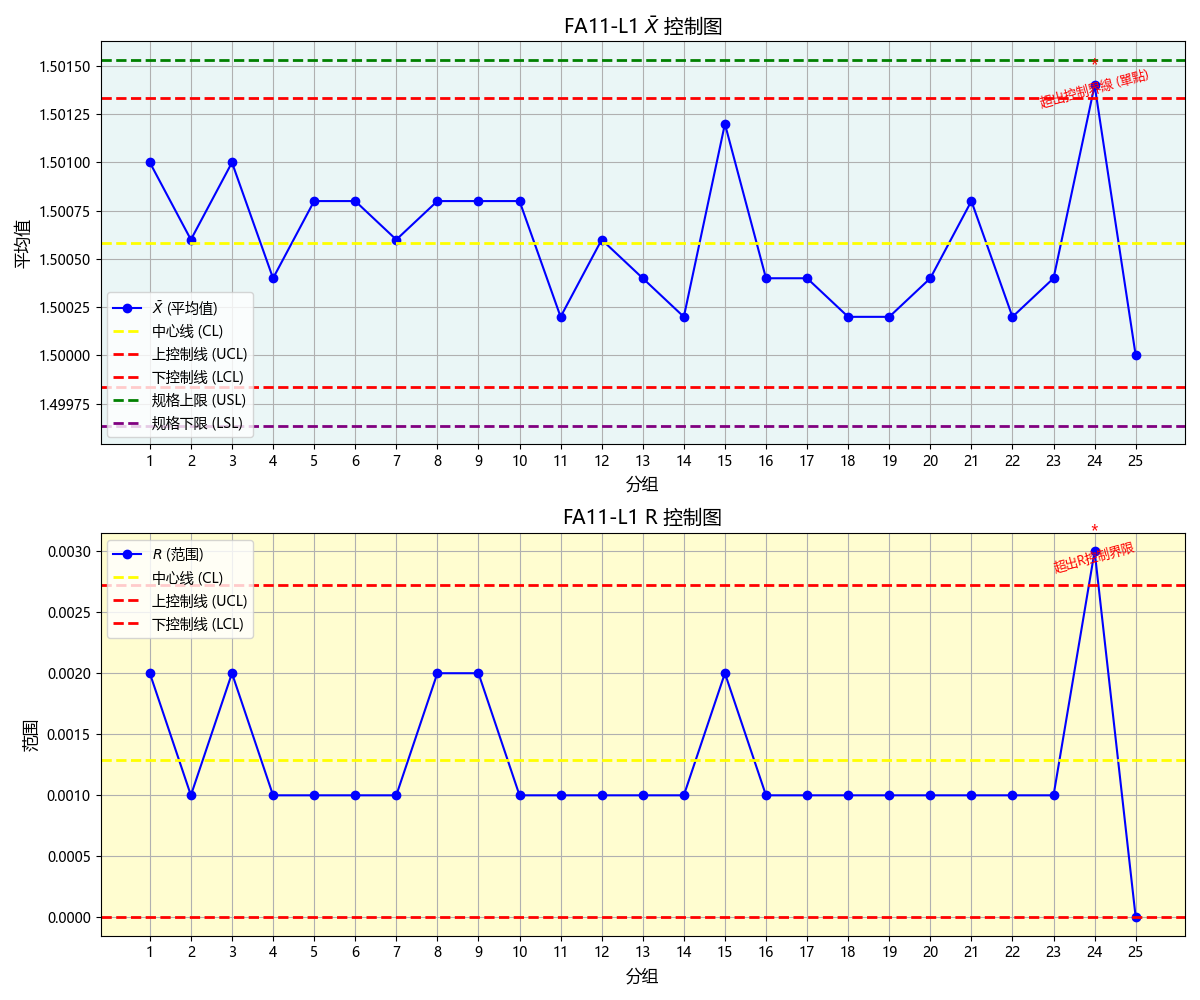 FA11-L1 X̄ 控制图
平均值
1.50150
1.50125
1.50100
1.50075
1.50050
1.50025
1.50000
1.49975
*
超出控制界線 (單點)
X̄ (平均值)
中心线 (CL)
上控制线 (UCL)
下控制线 (LCL)
规格上限 (USL)
规格下限 (LSL)
1 2 3 4 5 6 7 8 9 10 11 12 13 14 15 16 17 18 19 20 21 22 23 24 25
分组
FA11-L1 R 控制图
范围
0.0030
0.0025
0.0020
0.0015
0.0010
0.0005
0.0000
*
超出R控制界限
R (范围)
中心线 (CL)
上控制线 (UCL)
下控制线 (LCL)
1 2 3 4 5 6 7 8 9 10 11 12 13 14 15 16 17 18 19 20 21 22 23 24 25
分组